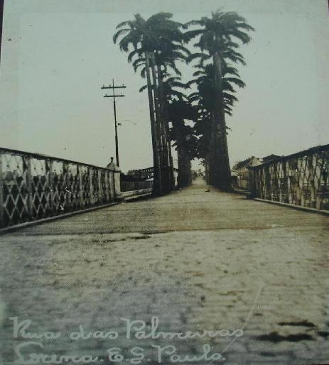 Rua das Palmeiras
Lorena. E. S. Paulo.